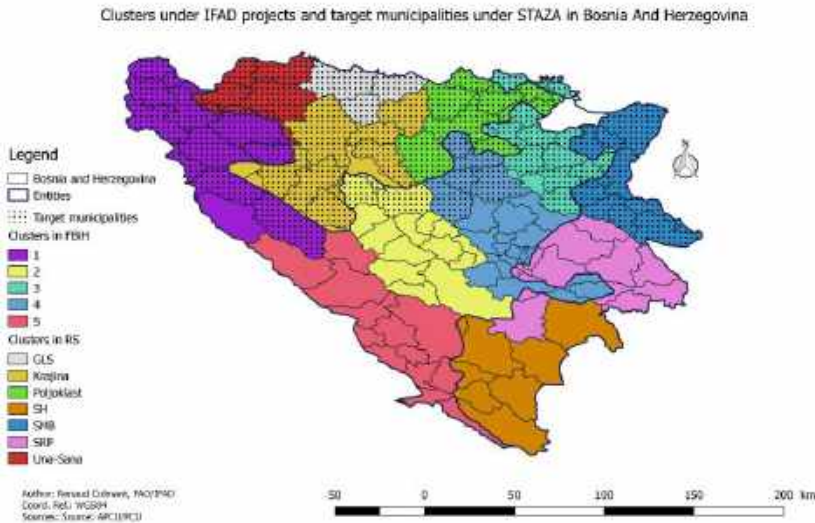 Clusters under IFAD projects and target municipalities under STAZA in Bosnia And Herzegovina
Legend
Bosnia and Herzegovina
Entities
Target municipalities
Clusters in FBIH
1
2
3
4
5
Clusters in RS
GLS
Krajina
Poljoklast
SH
SMB
SRP
Una-Sana
Author: Renaud Colmant, FAO/IFAD
Coord. Ref.: WGS84
Sources: Source: APCU/PCU
-50 0 50 100 150 200 km